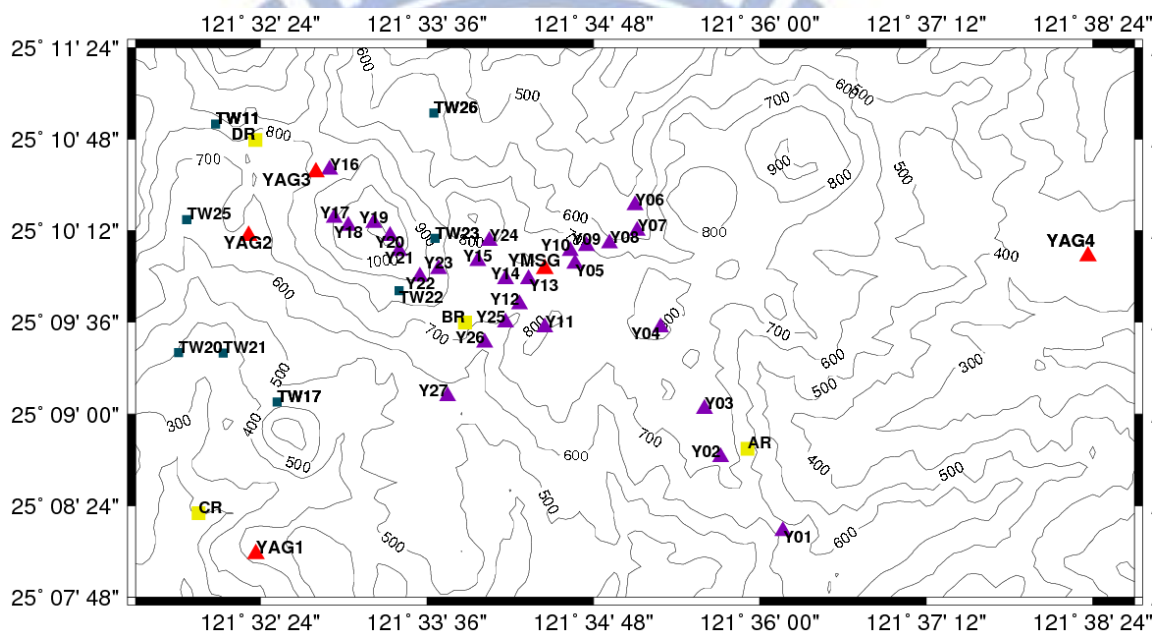 121° 32' 24" 121° 33' 36" 121° 34' 48" 121° 36' 00" 121° 37' 12" 121° 38' 24"
25° 11' 24"
600
500
700
600
500
TW26
TW11
25° 10' 48"
DR
800
700
900
800
500
YAG3
Y16
TW25
Y17
Y18
Y19
Y20
Y21
1000
900
600
Y06
Y07
Y08
Y09
Y10
800
25° 10' 12"
YAG2
TW23
800
Y24
YAG4
400
Y15
YMSG
Y05
Y23
Y22
Y14
Y13
TW22
600
Y12
BR
Y25
800
Y11
Y04
25° 09' 36"
700
Y26
700
TW20
TW21
600
500
300
500
Y27
TW17
Y03
25° 09' 00"
300
400
500
700
Y02
AR
400
600
500
500
25° 08' 24"
CR
Y01
500
600
YAG1
25° 07' 48"
121° 32' 24" 121° 33' 36" 121° 34' 48" 121° 36' 00" 121° 37' 12" 121° 38' 24"